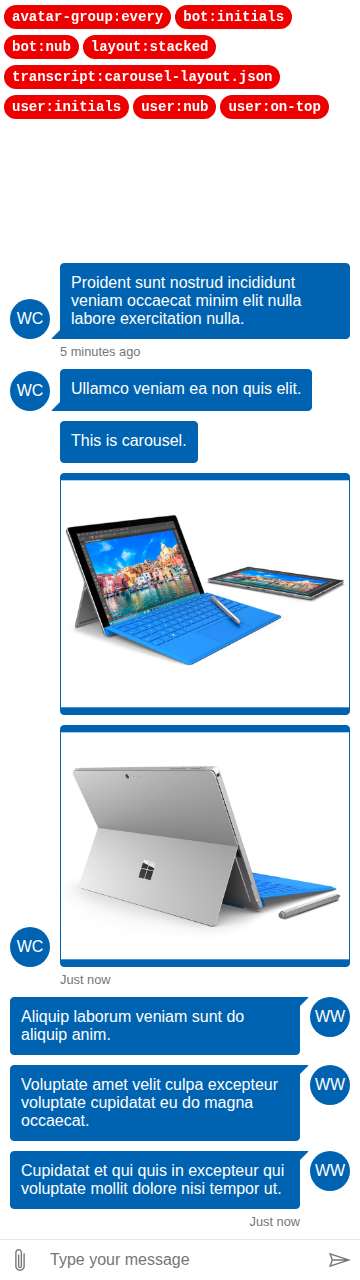 avatar-group:every bot:initials
bot:nub layout:stacked
transcript:carousel-layout.json
user:initials user:nub user:on-top
Proident sunt nostrud incididunt
veniam occaecat minim elit nulla
labore exercitation nulla.
WC
5 minutes ago
WC
Ullamco veniam ea non quis elit.
This is carousel.
WC
Just now
Aliquip laborum veniam sunt do
aliquip anim.
WW
Voluptate amet velit culpa excepteur
voluptate cupidatat eu do magna
occaecat.
WW
Cupidatat et qui quis in excepteur qui
voluptate mollit dolore nisi tempor ut.
WW
Just now
Type your message